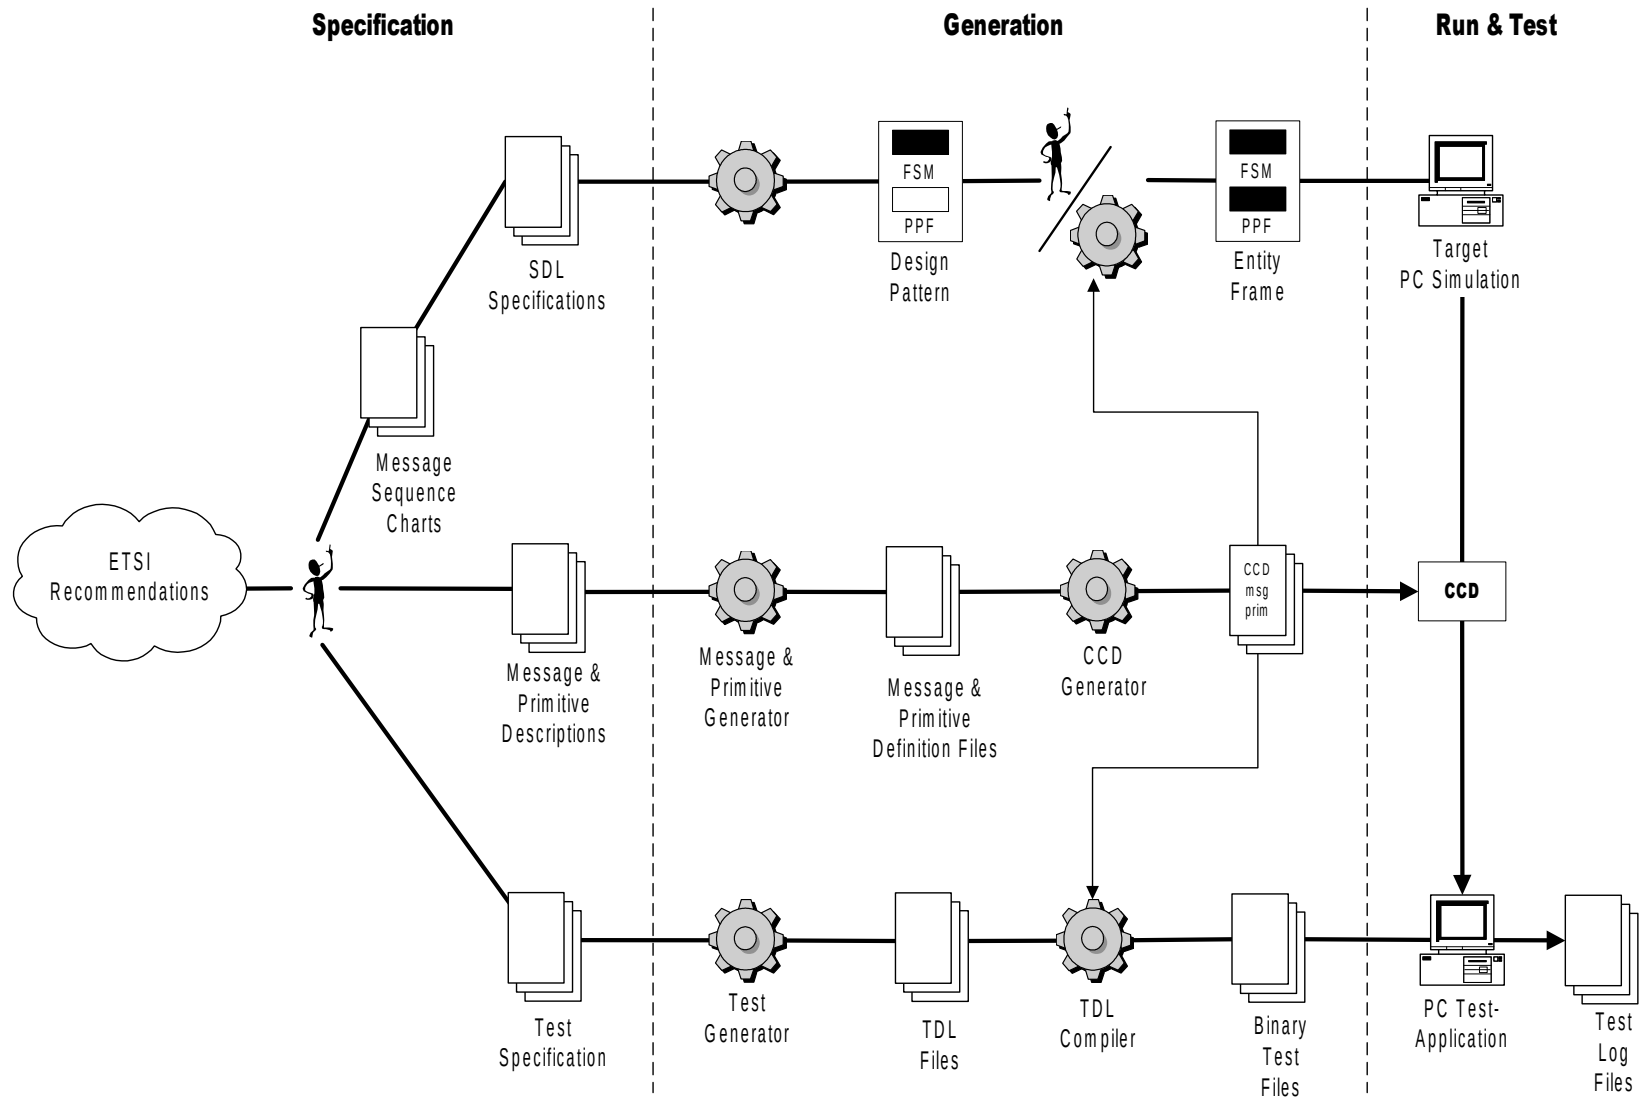 Specification
Generation
Run & Test
FSM
PPF
Design
Pattern
FSM
PPF
Entity
Frame
Target
PC Simulation
SDL
Specifications
Message
Sequence
Charts
ETSI
Recommendations
Message &
Primitive
Descriptions
Message &
Primitive
Generator
Message &
Primitive
Definition Files
CCD
Generator
CCD
msg
prim
CCD
Test
Specification
Test
Generator
TDL
Files
TDL
Compiler
Binary
Test
Files
PC Test-
Application
Test
Log
Files